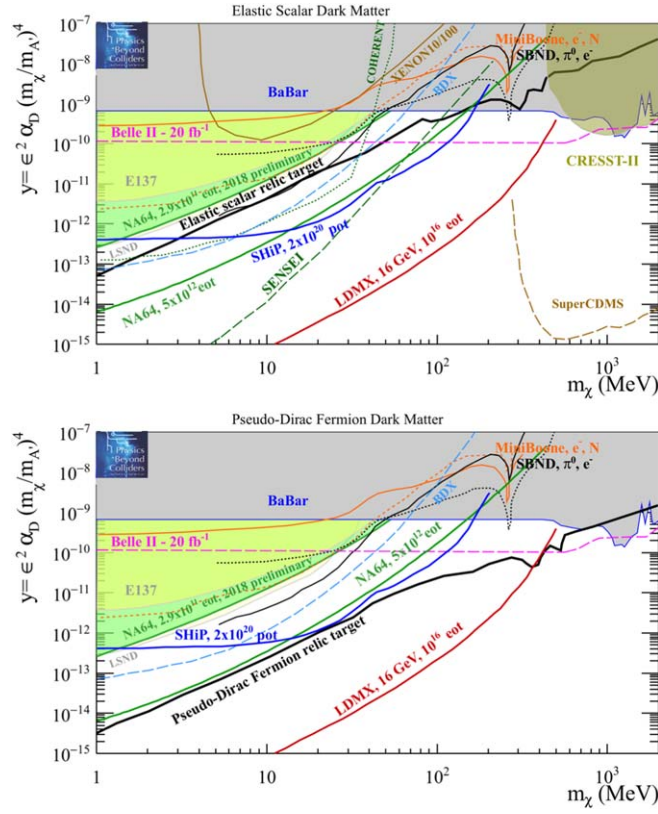 Elastic Scalar Dark Matter
y= ϵ² α_D (m_χ/m_A')⁴
10⁻⁷
10⁻⁸
10⁻⁹
10⁻¹⁰
10⁻¹¹
10⁻¹²
10⁻¹³
10⁻¹⁴
10⁻¹⁵
Physics
Beyond
Colliders
COHERENT
XENON10/100
MiniBoone, e⁻, N
SBND, π⁰, e⁻
BaBar
BDX
Belle II - 20 fb⁻¹
CRESST-II
E137
NA64, 2.9x10¹¹ eot, 2018 preliminary
Elastic scalar relic target
LSND
SHiP, 2x10²⁰ pot
NA64, 5x10¹² eot
SENSEI
LDMX, 16 GeV, 10¹⁶ eot
SuperCDMS
1 10 10² 10³
m_χ (MeV)
Pseudo-Dirac Fermion Dark Matter
y= ϵ² α_D (m_χ/m_A')⁴
10⁻⁷
10⁻⁸
10⁻⁹
10⁻¹⁰
10⁻¹¹
10⁻¹²
10⁻¹³
10⁻¹⁴
10⁻¹⁵
Physics
Beyond
Colliders
MiniBoone, e⁻, N
SBND, π⁰, e⁻
BaBar
BDX
Belle II - 20 fb⁻¹
NA64, 5x10¹² eot
E137
NA64, 2.9x10¹¹ eot, 2018 preliminary
SHiP, 2x10²⁰ pot
LSND
Pseudo-Dirac Fermion relic target
LDMX, 16 GeV, 10¹⁶ eot
1 10 10² 10³
m_χ (MeV)